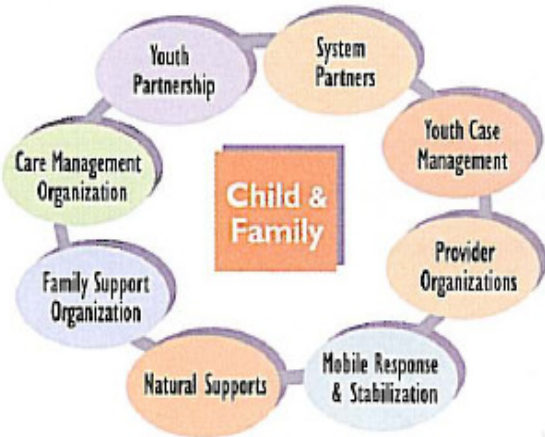 Youth
Partnership
System
Partners
Youth Case
Management
Provider
Organizations
Mobile Response
& Stabilization
Natural Supports
Family Support
Organization
Care Management
Organization
Child &
Family